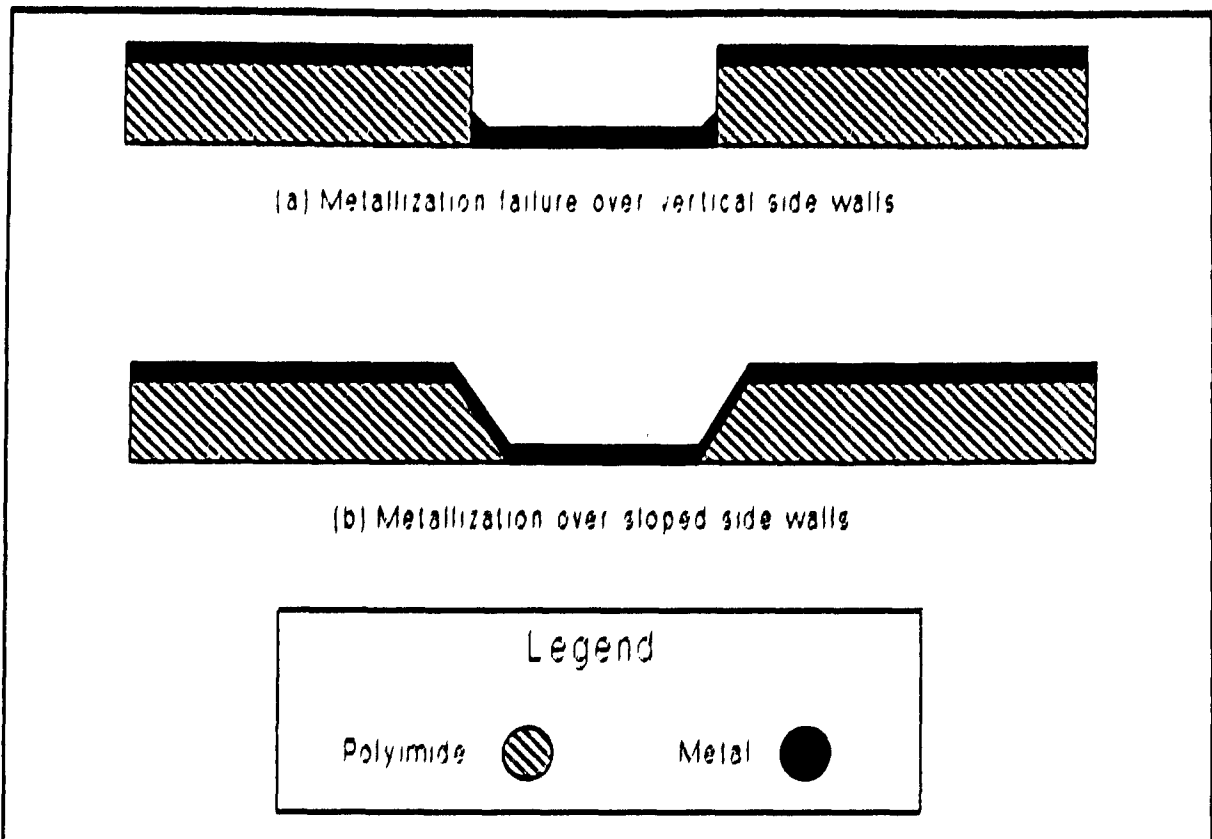 (a) Metallization failure over vertical side walls
(b) Metallization over sloped side walls
Legend
Polyimide
Metal